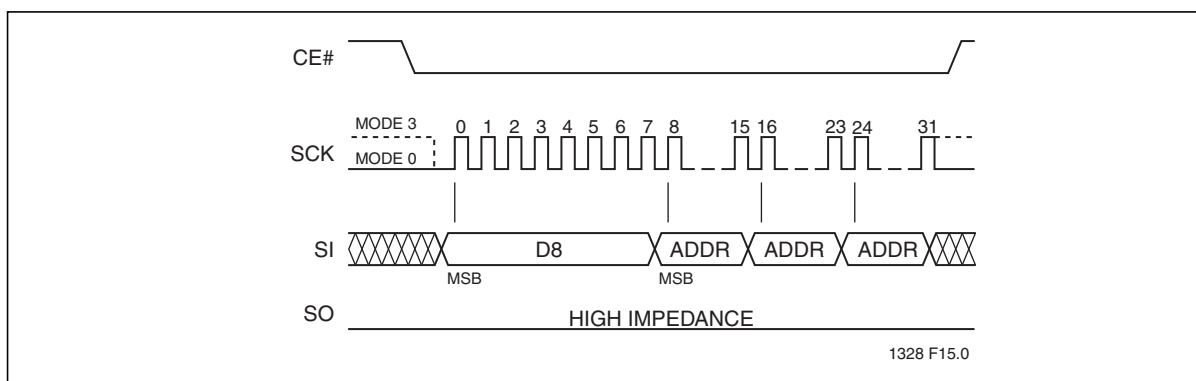 CE#
MODE 3
0 1 2 3 4 5 6 7 8 15 16 23 24 31
SCK
MODE 0
SI
D8 ADDR ADDR ADDR
MSB MSB
SO
HIGH IMPEDANCE
1328 F15.0